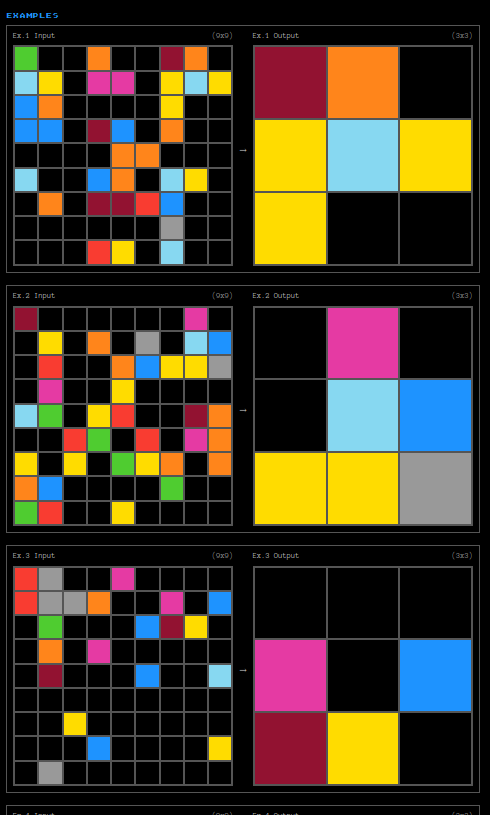 EXAMPLES
Ex.1 Input (9x9) Ex.1 Output (3x3)
→
Ex.2 Input (9x9) Ex.2 Output (3x3)
→
Ex.3 Input (9x9) Ex.3 Output (3x3)
→